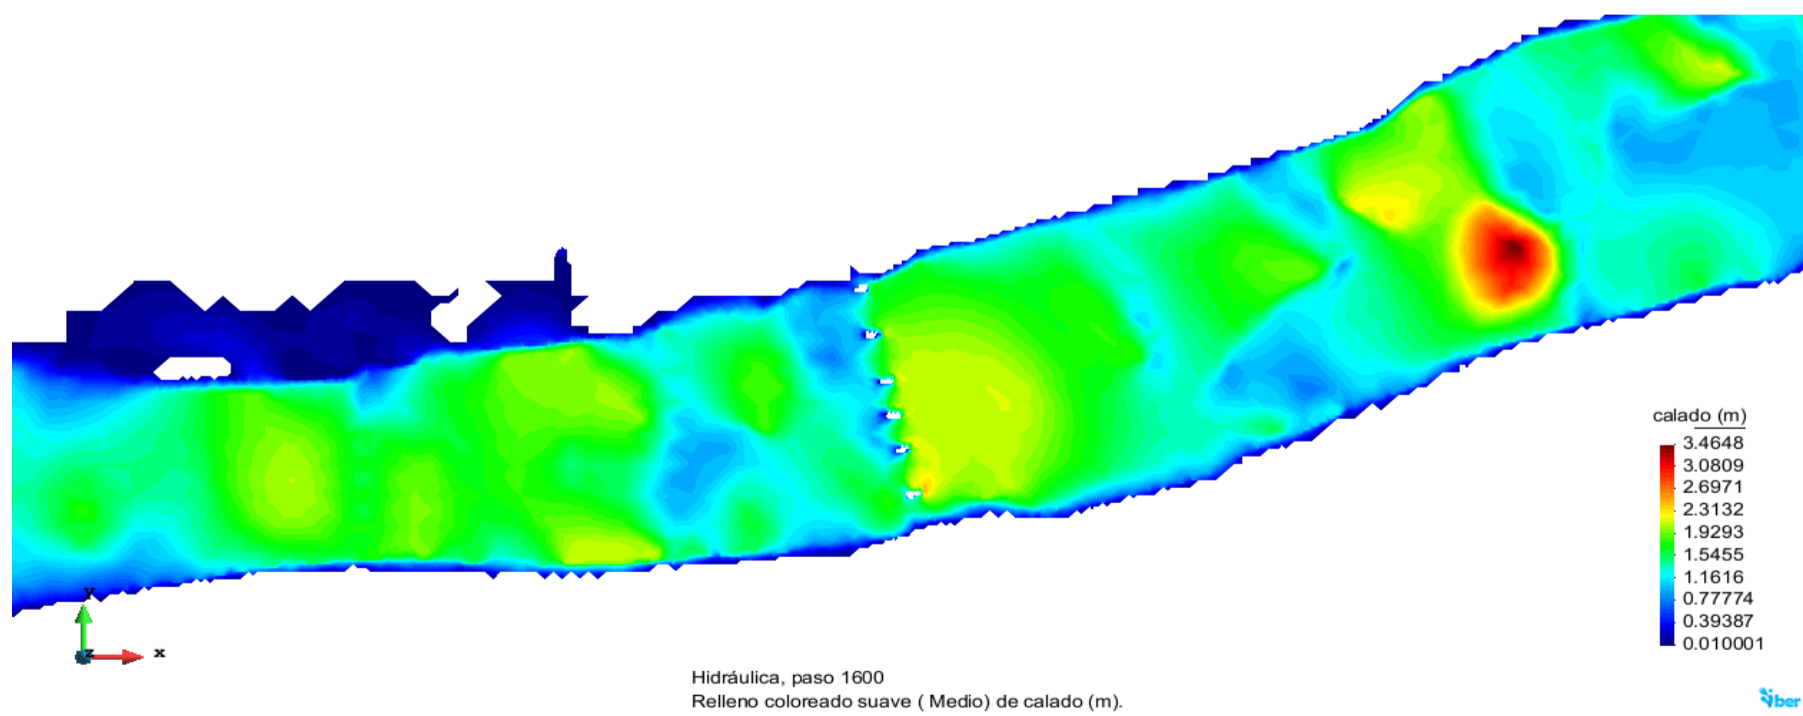 calado (m)
3.4648
3.0809
2.6971
2.3132
1.9293
1.5455
1.1616
0.77774
0.39387
0.010001
Y
Z
x
Hidráulica, paso 1600
Relleno coloreado suave ( Medio) de calado (m).
iber